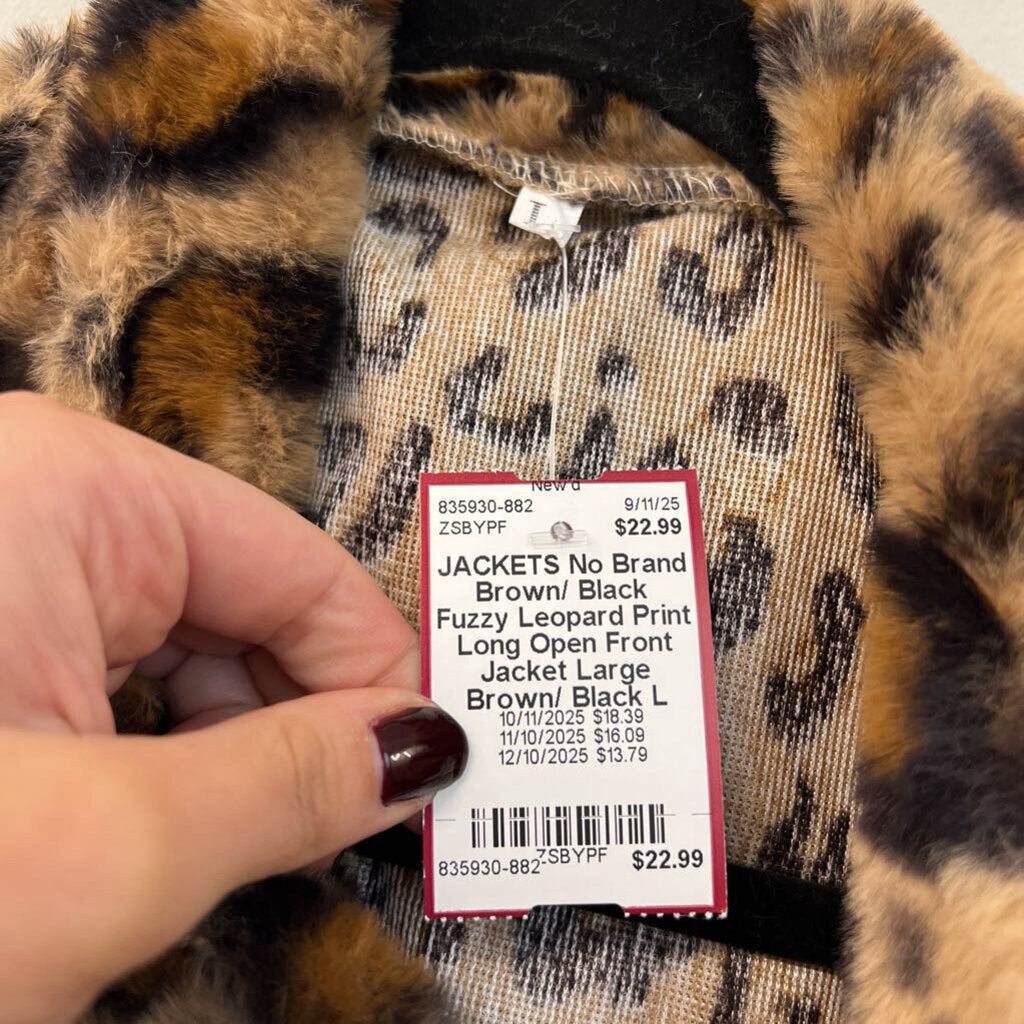 New'd
835930-882 9/11/25
ZSBYPF $22.99
JACKETS No Brand
Brown/ Black
Fuzzy Leopard Print
Long Open Front
Jacket Large
Brown/ Black L
10/11/2025 $18.39
11/10/2025 $16.09
12/10/2025 $13.79
835930-882 ZSBYPF $22.99